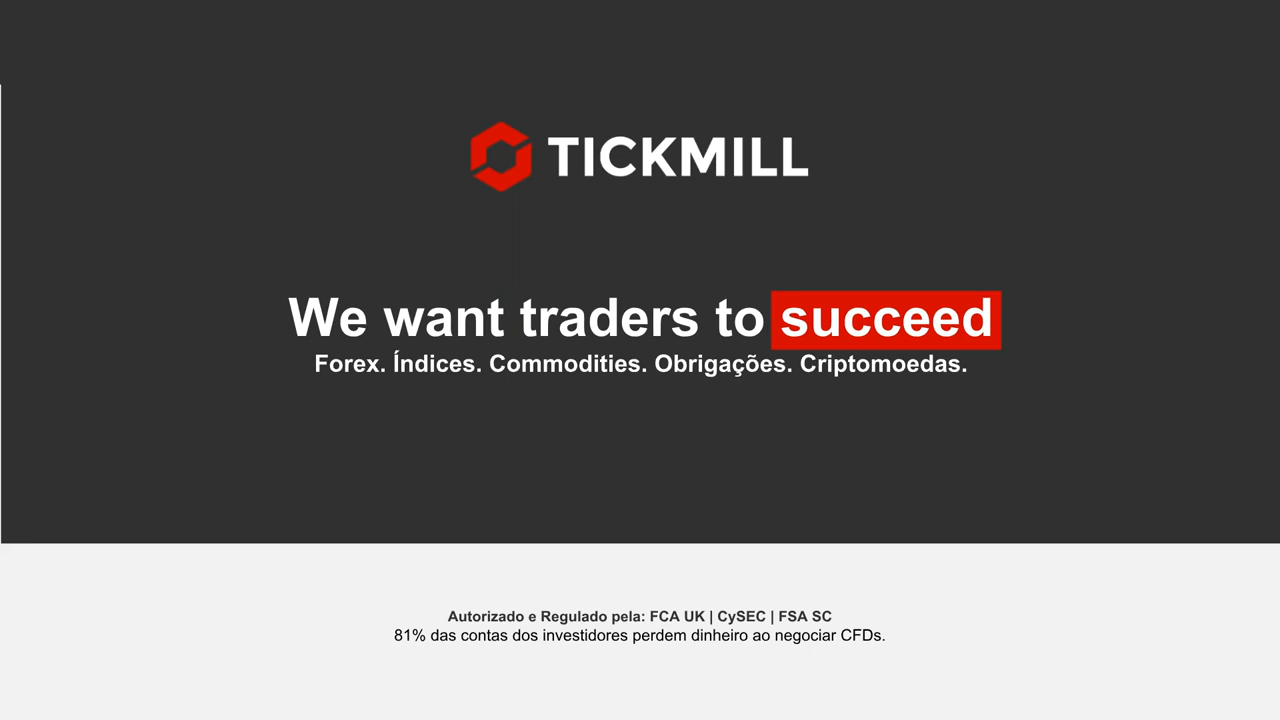 TICKMILL
We want traders to succeed
Forex. Índices. Commodities. Obrigações. Criptomoedas.
Autorizado e Regulado pela: FCA UK | CySEC | FSA SC
81% das contas dos investidores perdem dinheiro ao negociar CFDs.